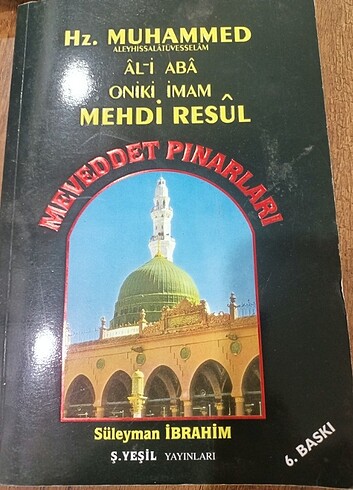 Hz. MUHAMMED
ALEYHİSSALÂTÜVESSELÂM
ÂL-İ ABÂ
ONİKİ İMAM
MEHDİ RESÛL
MEVEDDET PINARLARI
Süleyman İBRAHİM
Ş.YEŞİL YAYINLARI
6. BASKI